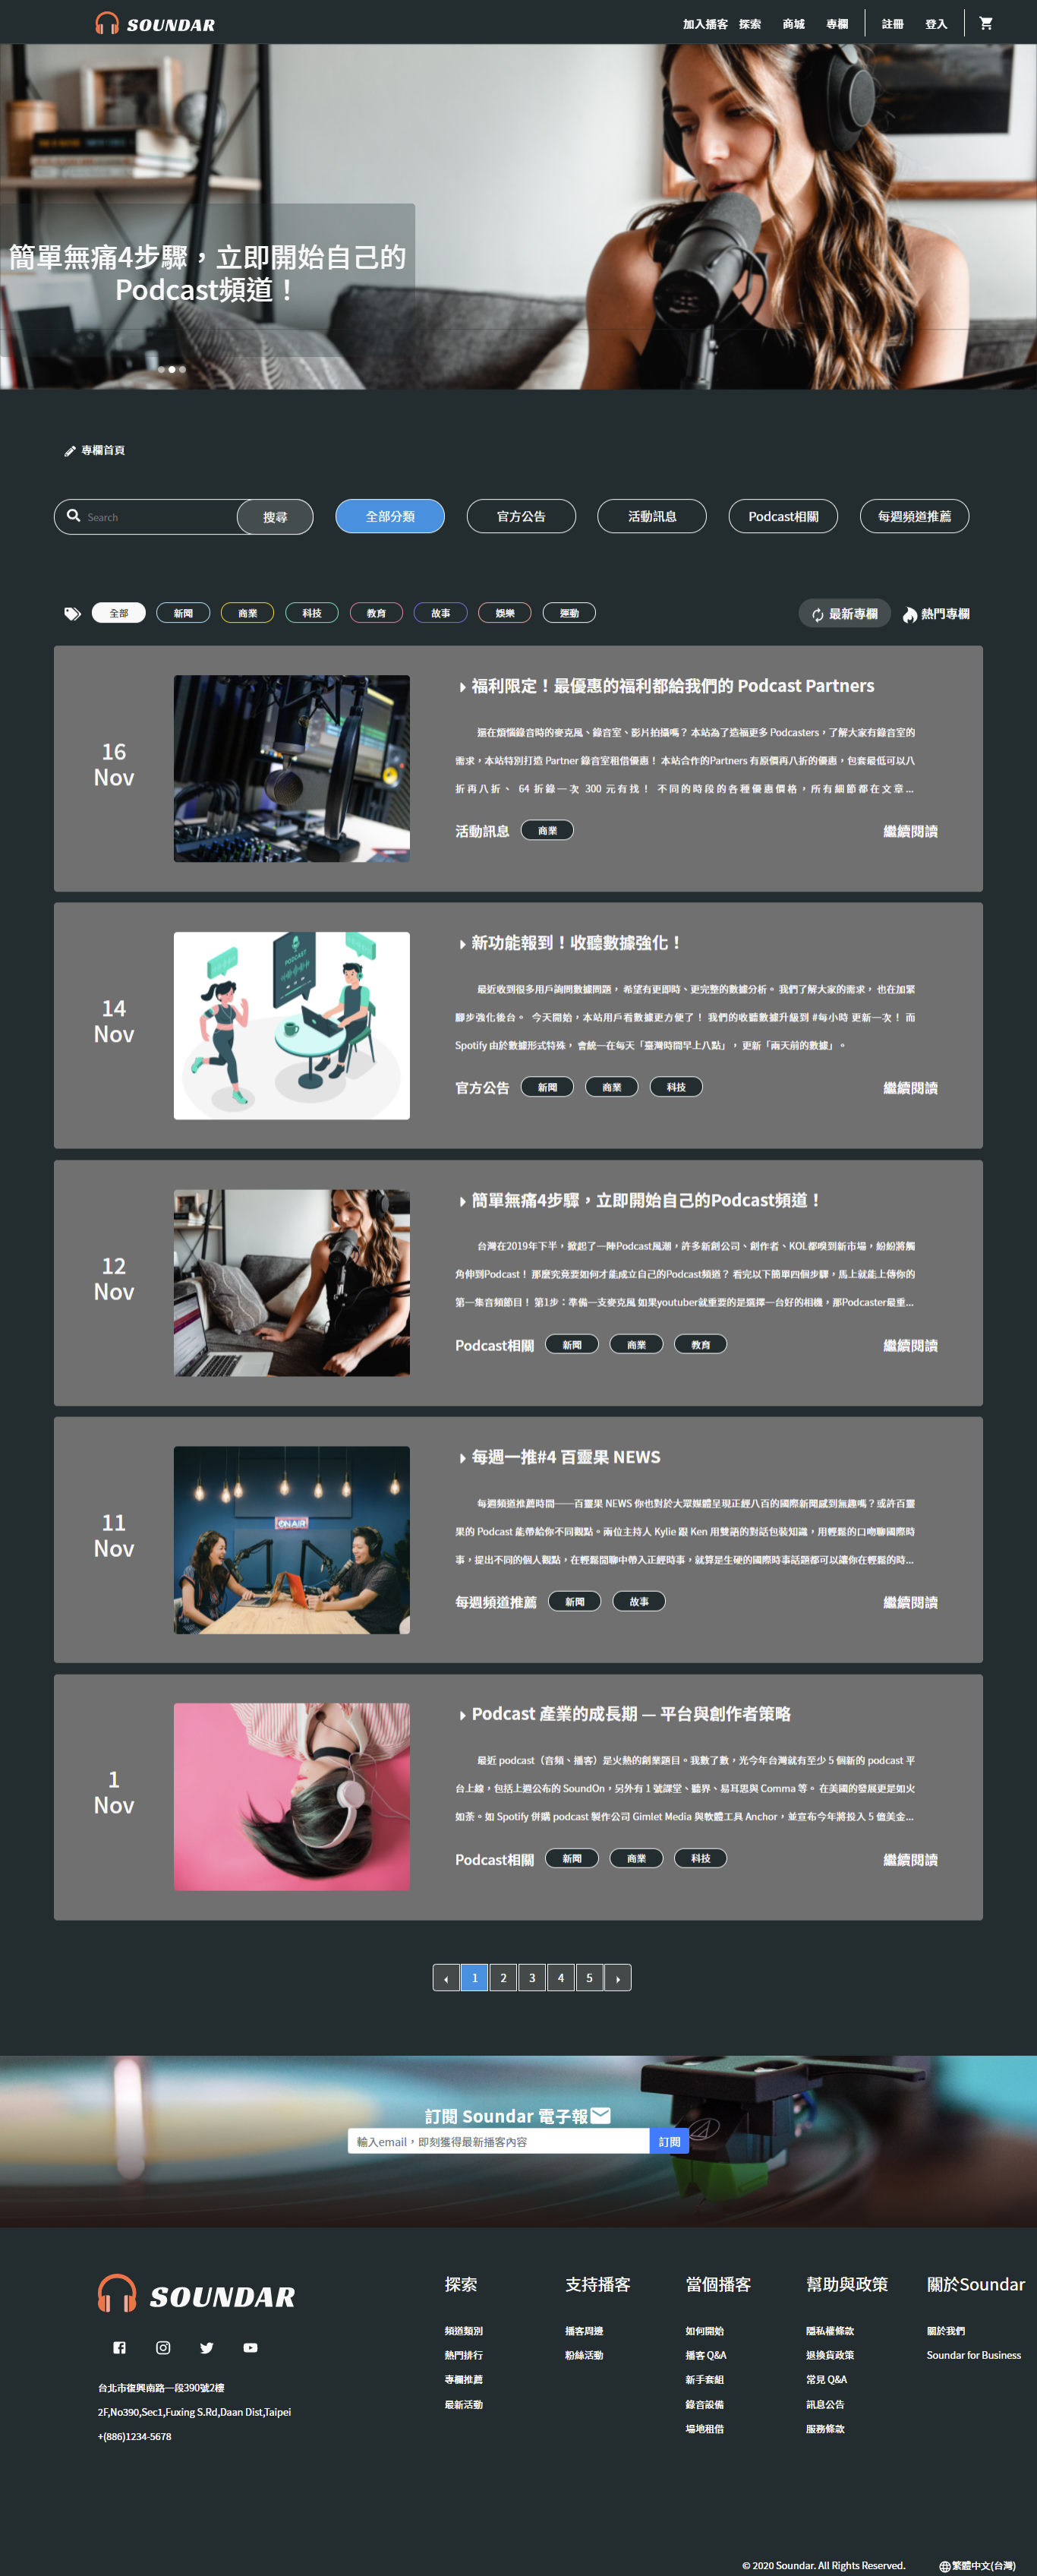 SOUNDAR
加入播客 探索 商城 專欄 註冊 登入
簡單無痛4步驟，立即開始自己的
Podcast頻道！
專欄首頁
Search 搜尋 全部分類 官方公告 活動訊息 Podcast相關 每週頻道推薦
全部 新聞 商業 科技 教育 故事 娛樂 運動 最新專欄 熱門專欄
16
Nov
福利限定！最優惠的福利都給我們的 Podcast Partners
還在煩惱錄音時的麥克風、錄音室、影片拍攝嗎？ 本站為了造福更多 Podcasters，了解大家有錄音室的
需求，本站特別打造 Partner 錄音室租借優惠！ 本站合作的Partners 有原價再八折的優惠，包套最低可以八
折再八折、 64 折錄一次 300 元有找！ 不同的時段的各種優惠價格，所有細節都在文章...
活動訊息 商業 繼續閱讀
14
Nov
新功能報到！收聽數據強化！
最近收到很多用戶詢問數據問題， 希望有更即時、更完整的數據分析。 我們了解大家的需求， 也在加緊
腳步強化後台。 今天開始，本站用戶看數據更方便了！ 我們的收聽數據升級到 #每小時 更新一次！ 而
Spotify 由於數據形式特殊， 會統一在每天「臺灣時間早上八點」， 更新「兩天前的數據」。
官方公告 新聞 商業 科技 繼續閱讀
12
Nov
簡單無痛4步驟，立即開始自己的Podcast頻道！
台灣在2019年下半，掀起了一陣Podcast風潮，許多新創公司、創作者、KOL都嗅到新市場，紛紛將觸
角伸到Podcast！ 那麼究竟要如何才能成立自己的Podcast頻道？ 看完以下簡單四個步驟，馬上就能上傳你的
第一集音頻節目！ 第1步：準備一支麥克風 如果youtuber就重要的是選擇一台好的相機，那Podcaster最重...
Podcast相關 新聞 商業 教育 繼續閱讀
11
Nov
每週一推#4 百靈果 NEWS
ON AIR
每週頻道推薦時間——百靈果 NEWS 你也對於大眾媒體呈現正經八百的國際新聞感到無趣嗎？或許百靈
果的 Podcast 能帶給你不同觀點。兩位主持人 Kylie 跟 Ken 用雙語的對話包裝知識，用輕鬆的口吻聊國際時
事，提出不同的個人觀點，在輕鬆閒聊中帶入正經時事，就算是生硬的國際時事話題都可以讓你在輕鬆的時...
每週頻道推薦 新聞 故事 繼續閱讀
1
Nov
Podcast 產業的成長期 — 平台與創作者策略
最近 podcast（音頻、播客）是火熱的創業題目。我數了數，光今年台灣就有至少 5 個新的 podcast 平
台上線，包括上週公布的 SoundOn，另外有 1 號課堂、聽界、易耳思與 Comma 等。 在美國的發展更是如火
如荼。如 Spotify 併購 podcast 製作公司 Gimlet Media 與軟體工具 Anchor，並宣布今年將投入 5 億美金...
Podcast相關 新聞 商業 科技 繼續閱讀
1 2 3 4 5
訂閱 Soundar 電子報
輸入email，即刻獲得最新播客內容 訂閱
SOUNDAR
台北市復興南路一段390號2樓
2F,No390,Sec1,Fuxing S.Rd,Daan Dist,Taipei
+(886)1234-5678
探索
頻道類別
熱門排行
專欄推薦
最新活動
支持播客
播客周邊
粉絲活動
當個播客
如何開始
播客 Q&A
新手套組
錄音設備
場地租借
幫助與政策
隱私權條款
退換貨政策
常見 Q&A
訊息公告
服務條款
關於Soundar
關於我們
Soundar for Business
© 2020 Soundar. All Rights Reserved. 繁體中文(台灣)